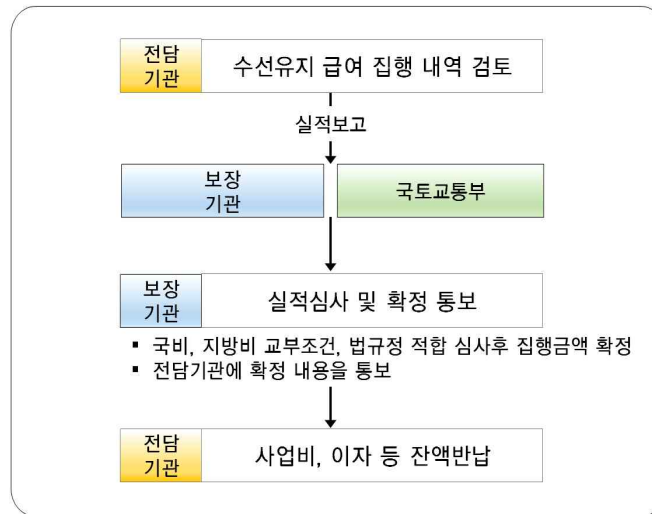 전담
기관
수선유지 급여 집행 내역 검토
실적보고
보장
기관
국토교통부
보장
기관
실적심사 및 확정 통보
▪ 국비, 지방비 교부조건, 법규정 적합 심사후 집행금액 확정
▪ 전담기관에 확정 내용을 통보
전담
기관
사업비, 이자 등 잔액반납